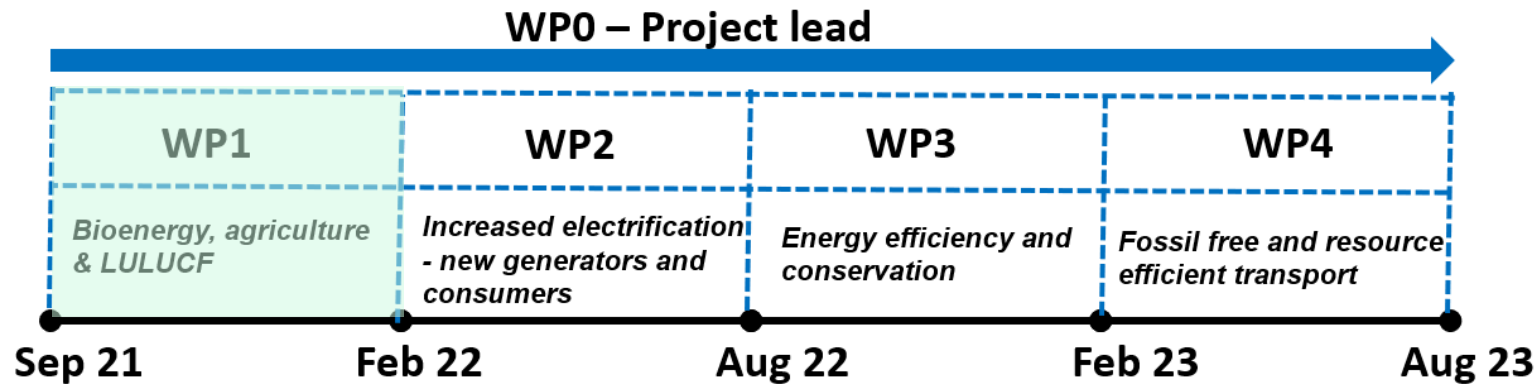 WP0 – Project lead
WP1
WP2
WP3
WP4
Bioenergy, agriculture
& LULUCF
Increased electrification
- new generators and
consumers
Energy efficiency and
conservation
Fossil free and resource
efficient transport
Sep 21
Feb 22
Aug 22
Feb 23
Aug 23